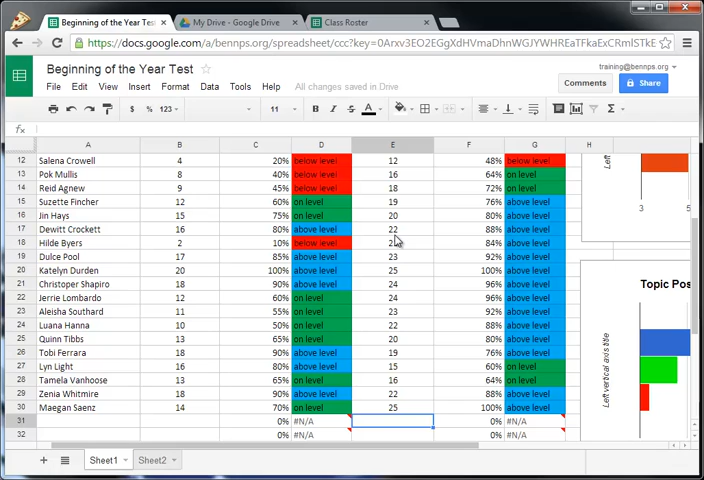 Beginning of the Year Test
My Drive - Google Drive
Class Roster
https://docs.google.com/a/bennps.org/spreadsheet/ccc?key=0Arxv3EO2EGgXdHVmaDhnWGJYWHREaTFkaExCRmlSTkE
Beginning of the Year Test
training@bennps.org
File Edit View Insert Format Data Tools Help All changes saved in Drive
Comments Share
$ % 123 11 B I S A Σ
fx
A B C D E F G H
12 Salena Crowell 4 20% below level 12 48% below level
13 Pok Mullis 8 40% below level 16 64% on level
14 Reid Agnew 9 45% below level 18 72% on level
15 Suzette Fincher 12 60% on level 19 76% above level
16 Jin Hays 15 75% on level 20 80% above level
17 Dewitt Crockett 16 80% above level 22 88% above level
18 Hilde Byers 2 10% below level 84% above level
19 Dulce Pool 17 85% above level 23 92% above level
20 Katelyn Durden 20 100% above level 25 100% above level
21 Christoper Shapiro 18 90% above level 24 96% above level
22 Jerrie Lombardo 12 60% on level 24 96% above level
23 Aleisha Southard 11 55% on level 23 92% above level
24 Luana Hanna 10 50% on level 22 88% above level
25 Quinn Tibbs 13 65% on level 20 80% above level
26 Tobi Ferrara 18 90% above level 19 76% above level
27 Lyn Light 16 80% above level 15 60% on level
28 Tamela Vanhoose 13 65% on level 16 64% on level
29 Zenia Whitmire 18 90% above level 22 88% above level
30 Maegan Saenz 14 70% on level 25 100% above level
31 0% #N/A 0% #N/A
32 0% #N/A 0% #N/A
Left
3 5
Topic Pos
Left vertical axis title
Sheet1 Sheet2